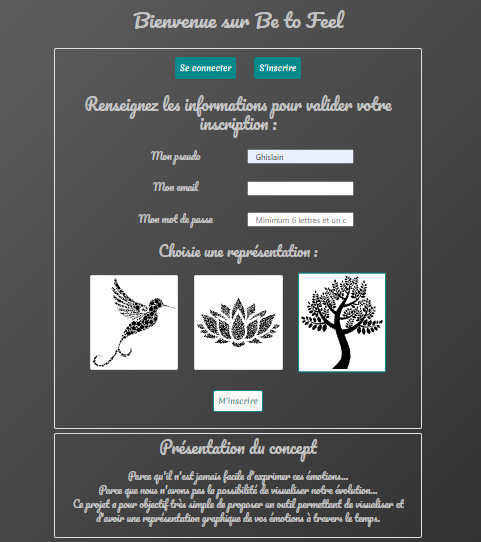 Bienvenue sur Be to Feel
Se connecter
S'inscrire
Renseignez les informations pour valider votre
inscription :
Mon pseudo
Ghislain
Mon email
Mon mot de passe
Minimum 6 lettres et un c
Choisie une représentation :
M'inscrire
Présentation du concept
Parce qu'il n'est jamais facile d'exprimer ces émotions...
Parce que nous n'avons pas la possibilité de visualiser notre évolution...
Ce projet a pour objectif très simple de proposer un outil permettant de visualiser et
d'avoir une représentation graphique de vos émotions à travers le temps.